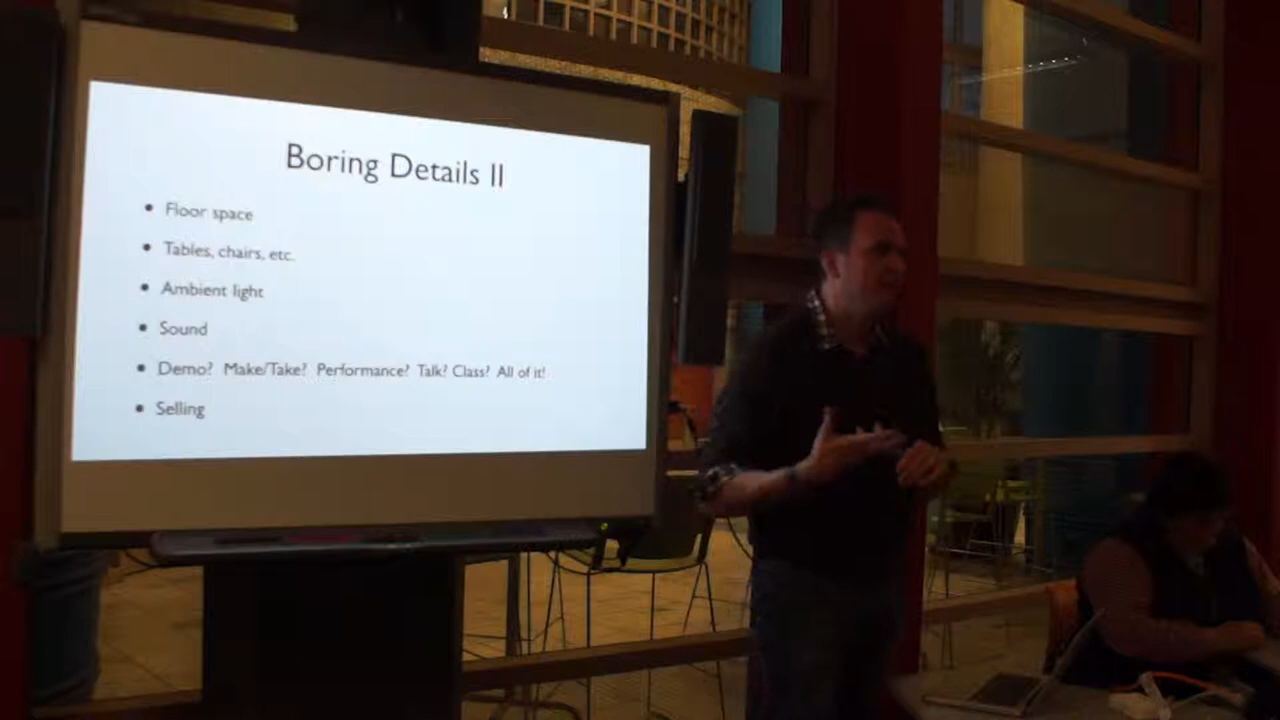 Boring Details II
• Floor space
• Tables, chairs, etc.
• Ambient light
• Sound
• Demo? Make/Take? Performance? Talk? Class? All of it!
• Selling